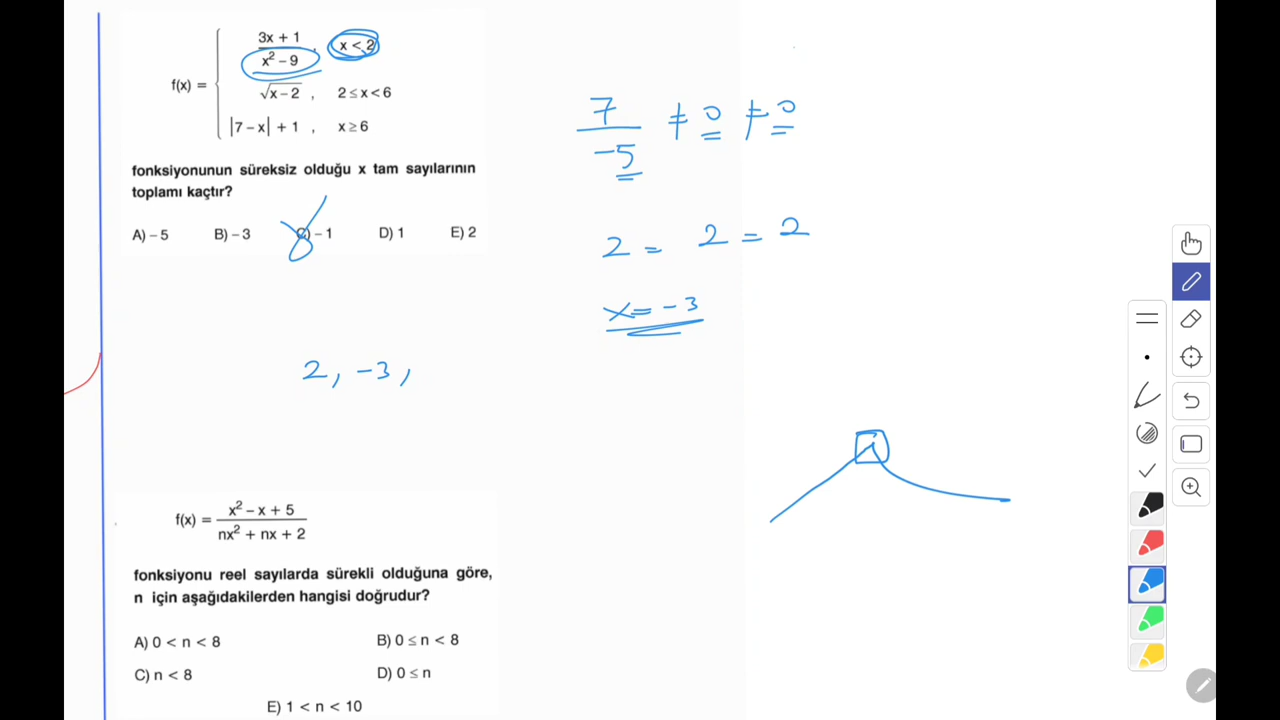 f(x) = { (3x + 1)/(x² – 9) , x < 2
√(x – 2) , 2 ≤ x < 6
|7 – x| + 1 , x ≥ 6
fonksiyonunun süreksiz olduğu x tam sayılarının
toplamı kaçtır?
A) – 5 B) – 3 C) – 1 D) 1 E) 2
7/-5 ≠ 0 ≠ 0
2 = 2 = 2
x = -3
2, -3,
f(x) = (x² – x + 5)/(nx² + nx + 2)
fonksiyonu reel sayılarda sürekli olduğuna göre,
n için aşağıdakilerden hangisi doğrudur?
A) 0 < n < 8 B) 0 ≤ n < 8
C) n < 8 D) 0 ≤ n
E) 1 < n < 10